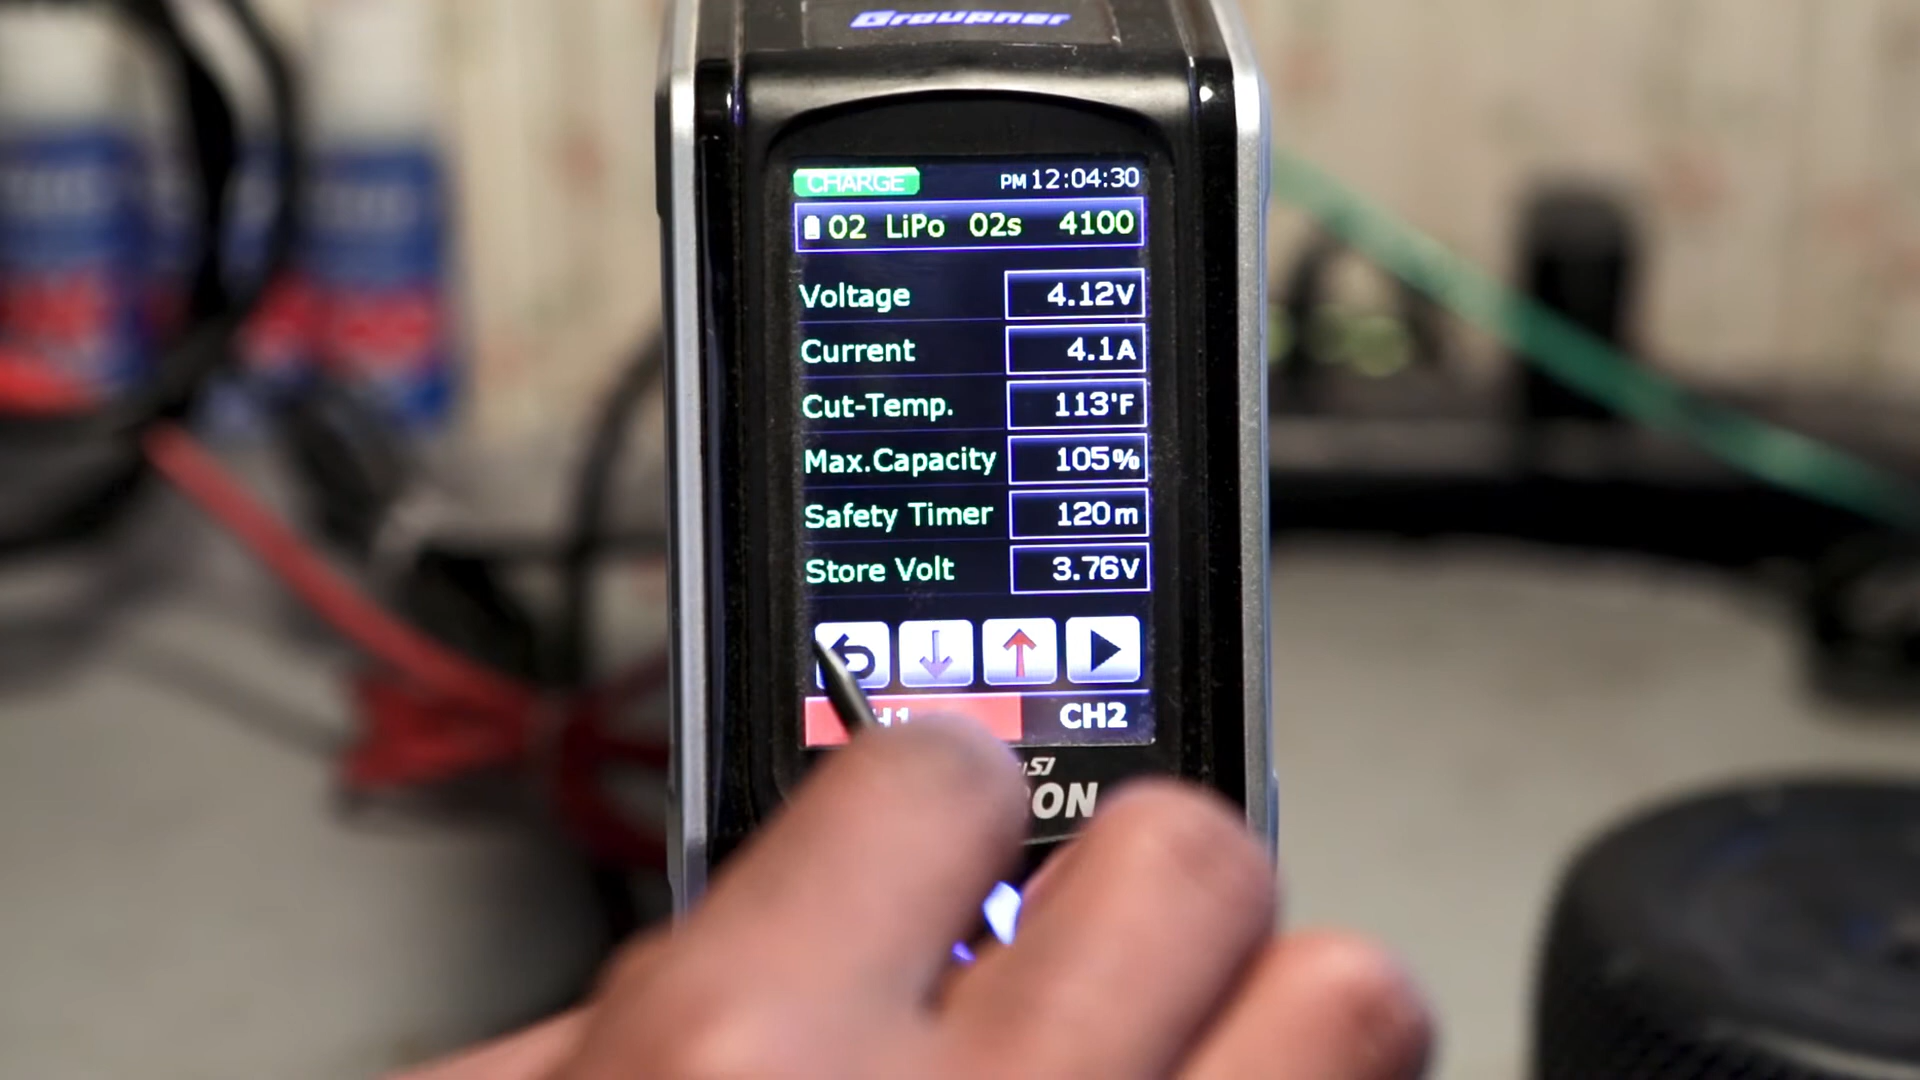 Graupner
CHARGE PM 12:04:30
02 LiPo 02s 4100
Voltage 4.12V
Current 4.1A
Cut-Temp. 113'F
Max.Capacity 105%
Safety Timer 120m
Store Volt 3.76V
CH2